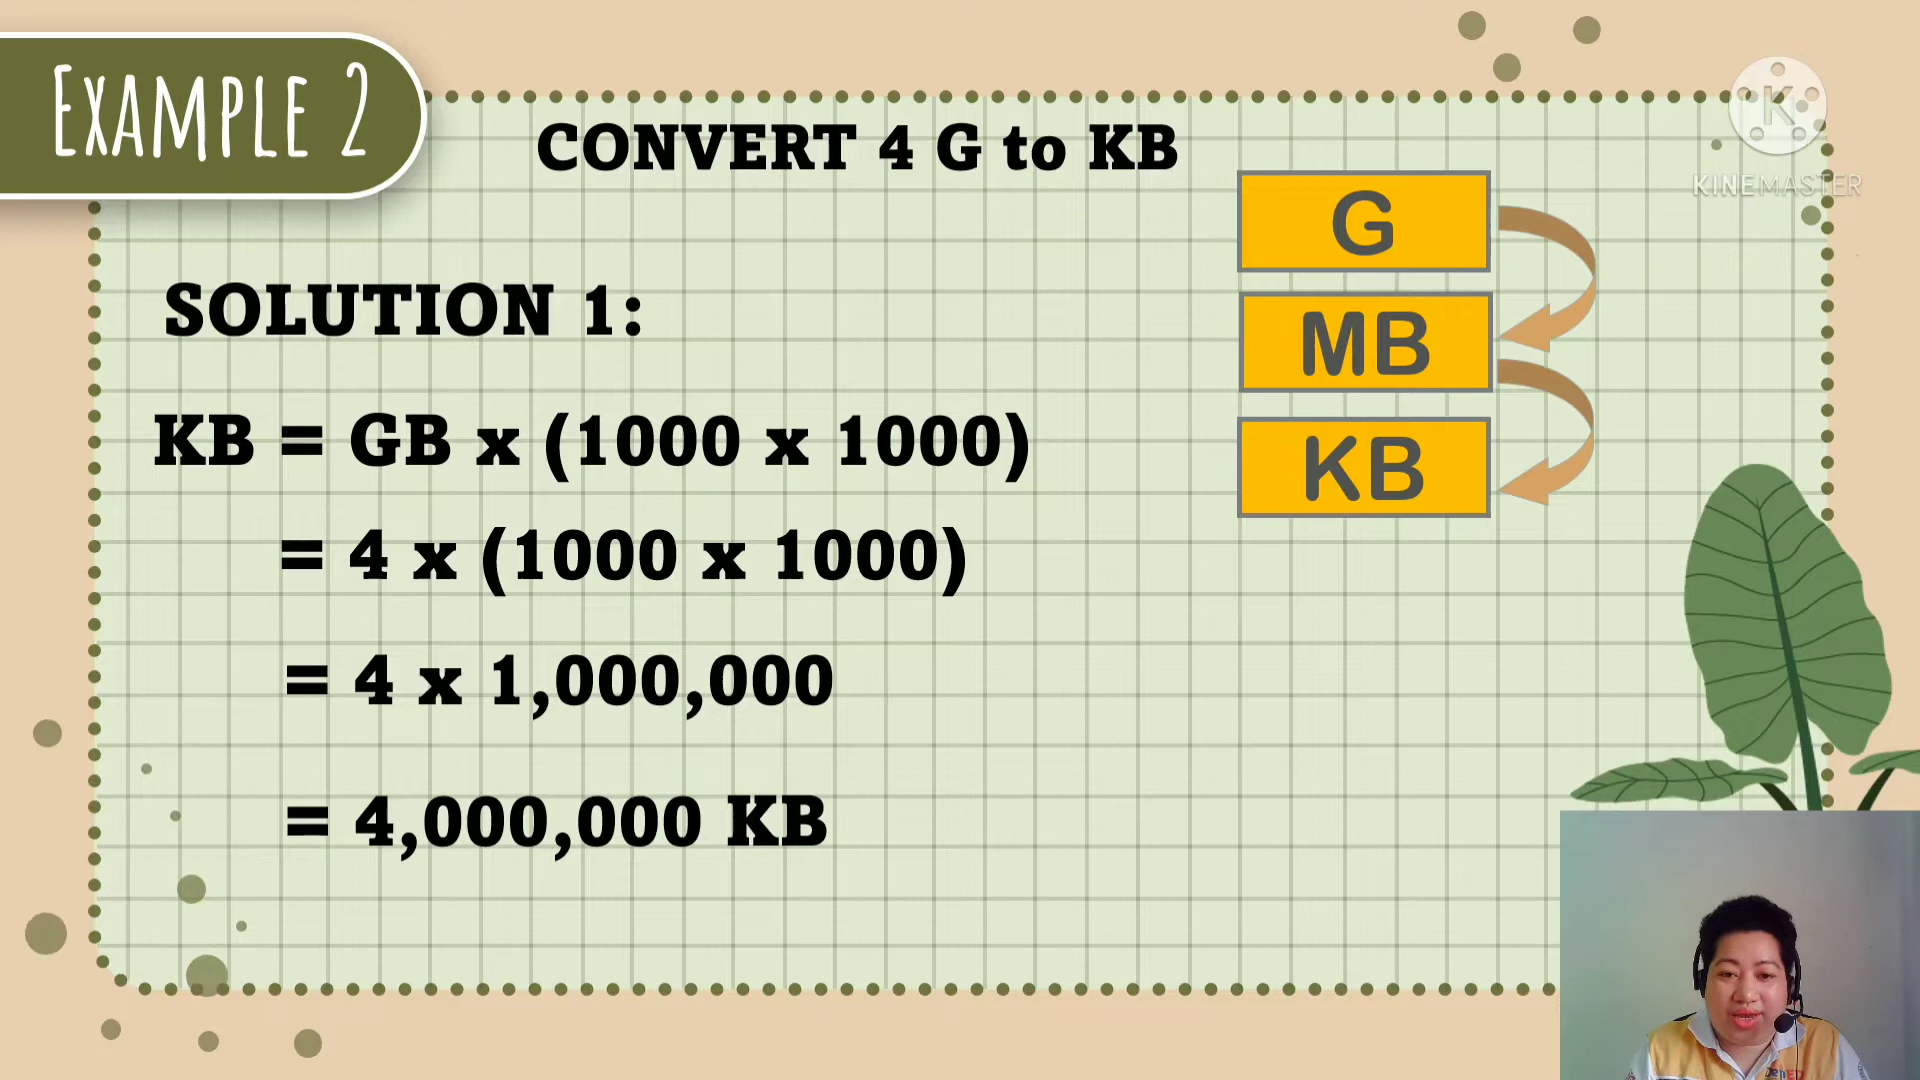 EXAMPLE 2
CONVERT 4 G to KB
KINEMASTER
K
G
MB
KB
SOLUTION 1:
KB = GB x (1000 x 1000)
= 4 x (1000 x 1000)
= 4 x 1,000,000
= 4,000,000 KB